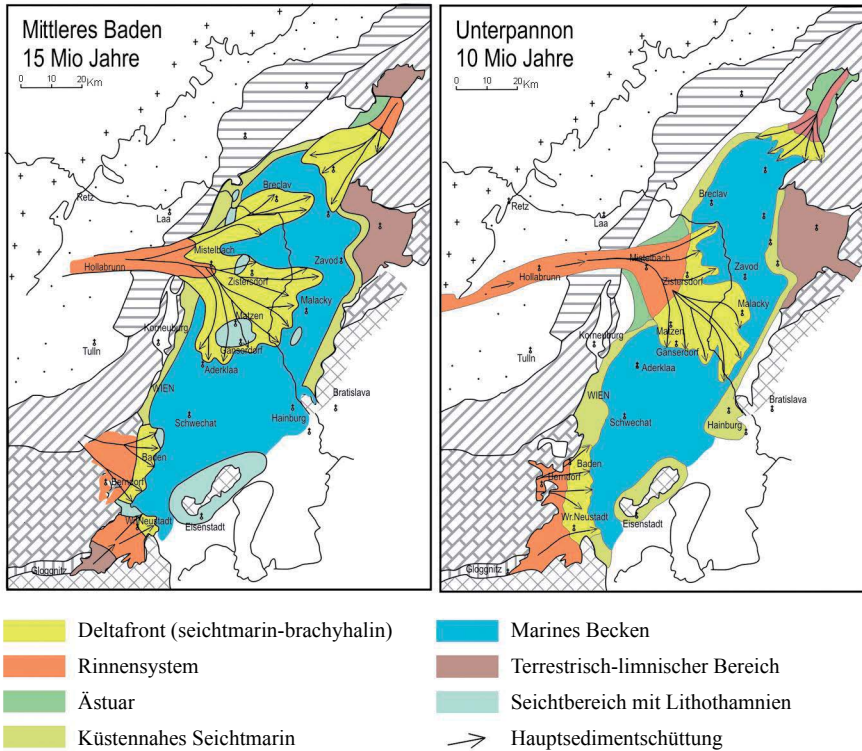 Mittleres Baden
15 Mio Jahre
0 10 20 Km
Retz
Laa
Breclav
Mistelbach
Hollabrunn
Zistersdorf
Zavod
Matzen
Malacky
Korneuburg
Tulln
Gänserdorf
Aderklaa
WIEN
Bratislava
Schwechat
Hainburg
Baden
Berndorf
Wr.Neustadt
Eisenstadt
Gloggnitz
Unterpannon
10 Mio Jahre
0 10 20 Km
Breclav
Retz
Laa
Mistelbach
Hollabrunn
Zistersdorf
Zavod
Malacky
Matzen
Korneuburg
Gänserdorf
Tulln
Aderklaa
WIEN
Bratislava
Schwechat
Hainburg
Baden
Berndorf
Wr.Neustadt
Eisenstadt
Gloggnitz
Deltafront (seichtmarin-brachyhalin)
Rinnensystem
Ästuar
Küstennahes Seichtmarin
Marines Becken
Terrestrisch-limnischer Bereich
Seichtbereich mit Lithothamnien
Hauptsedimentschüttung